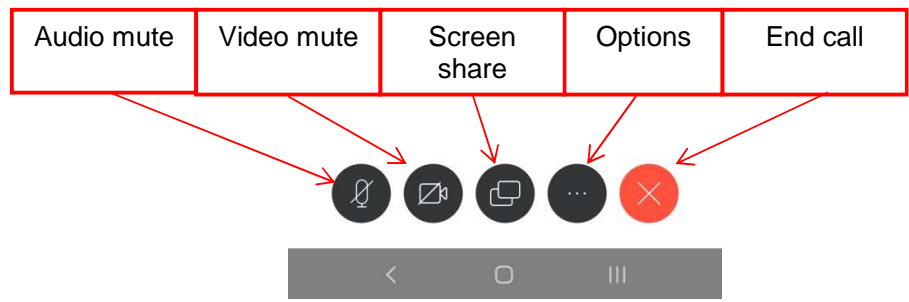 Audio mute
Video mute
Screen
share
Options
End call